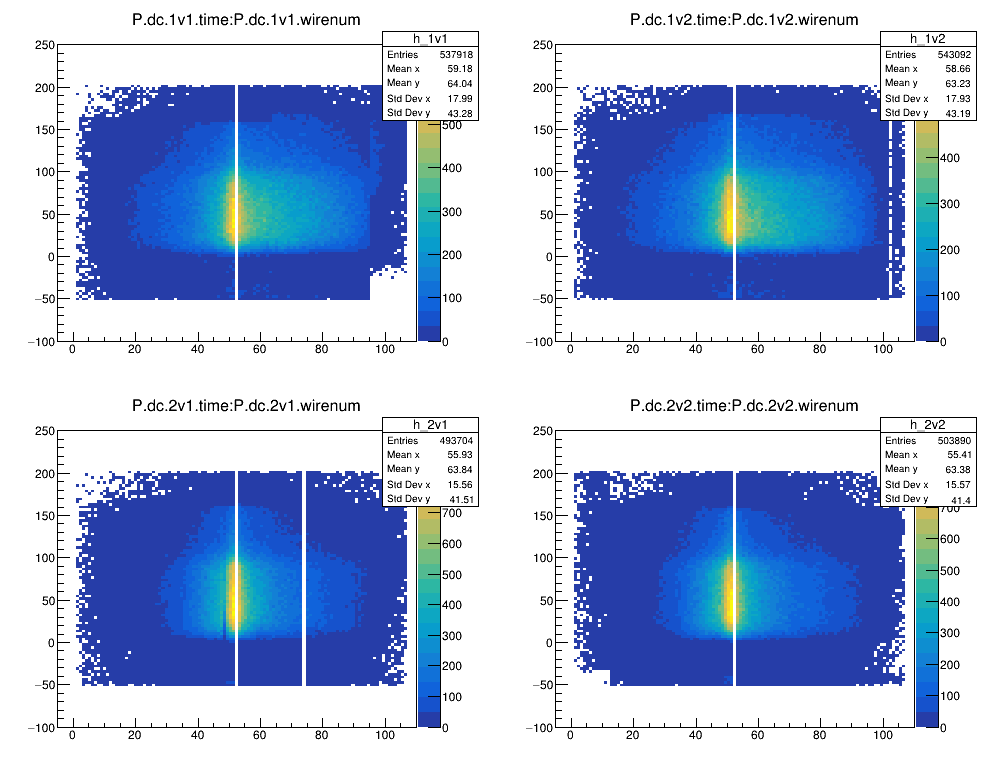 P.dc.1v1.time:P.dc.1v1.wirenum
h_1v1
Entries 537918
Mean x 59.18
Mean y 64.04
Std Dev x 17.99
Std Dev y 43.28
250
200
150
100
50
0
−50
−100
0 20 40 60 80 100
500
400
300
200
100
0
P.dc.1v2.time:P.dc.1v2.wirenum
h_1v2
Entries 543092
Mean x 58.66
Mean y 63.23
Std Dev x 17.93
Std Dev y 43.19
250
200
150
100
50
0
−50
−100
0 20 40 60 80 100
400
300
200
100
0
P.dc.2v1.time:P.dc.2v1.wirenum
h_2v1
Entries 493704
Mean x 55.93
Mean y 63.84
Std Dev x 15.56
Std Dev y 41.51
250
200
150
100
50
0
−50
−100
0 20 40 60 80 100
700
600
500
400
300
200
100
0
P.dc.2v2.time:P.dc.2v2.wirenum
h_2v2
Entries 503890
Mean x 55.41
Mean y 63.38
Std Dev x 15.57
Std Dev y 41.4
250
200
150
100
50
0
−50
−100
0 20 40 60 80 100
700
600
500
400
300
200
100
0